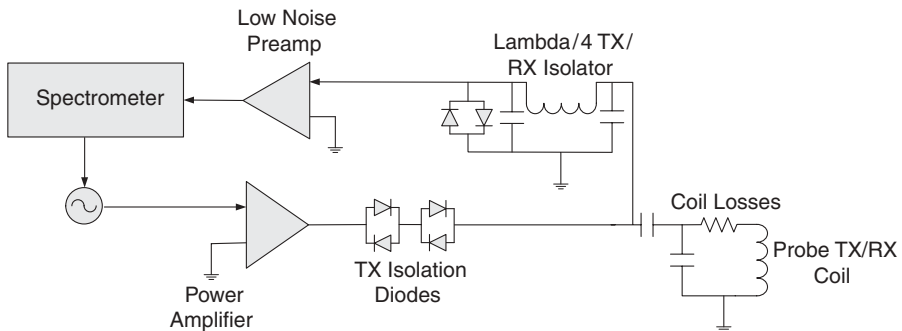 Low Noise
Preamp
Lambda/4 TX/
RX Isolator
Spectrometer
Coil Losses
TX Isolation
Diodes
Probe TX/RX
Coil
Power
Amplifier